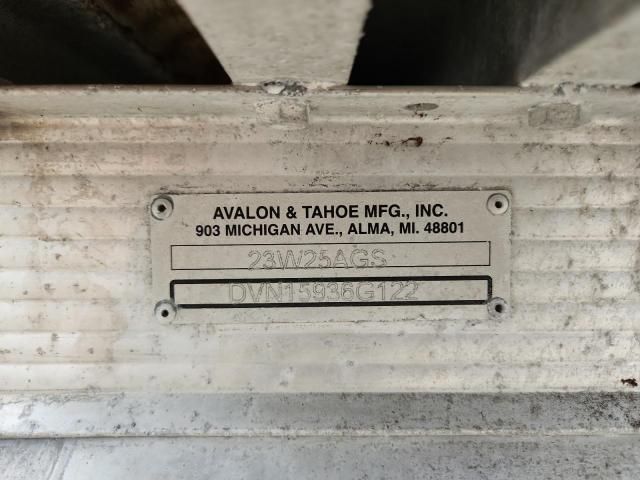 AVALON & TAHOE MFG., INC.
903 MICHIGAN AVE., ALMA, MI. 48801
23W25AGS
DVN15936G122